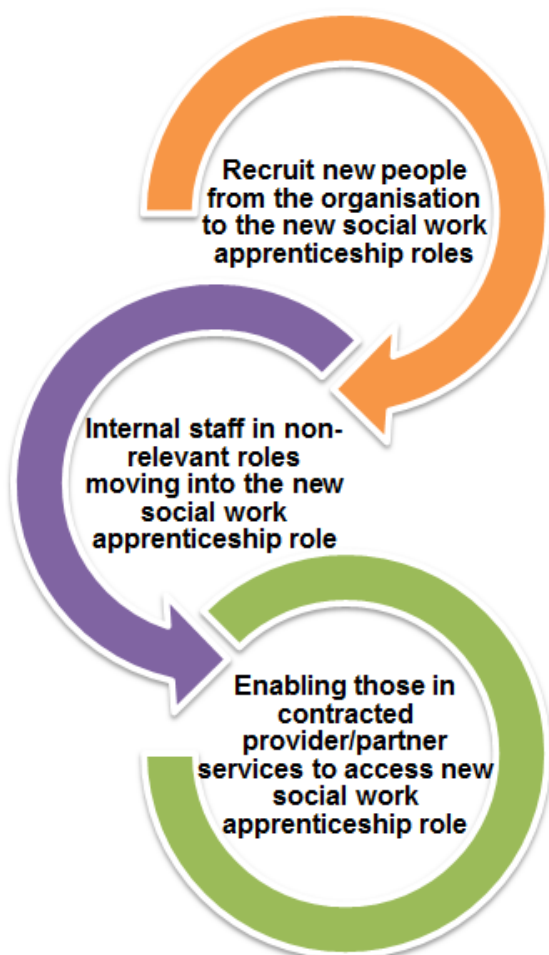 Recruit new people
from the organisation
to the new social work
apprenticeship roles
Internal staff in non-
relevant roles
moving into the new
social work
apprenticeship role
Enabling those in
contracted
provider/partner
services to access new
social work
apprenticeship role